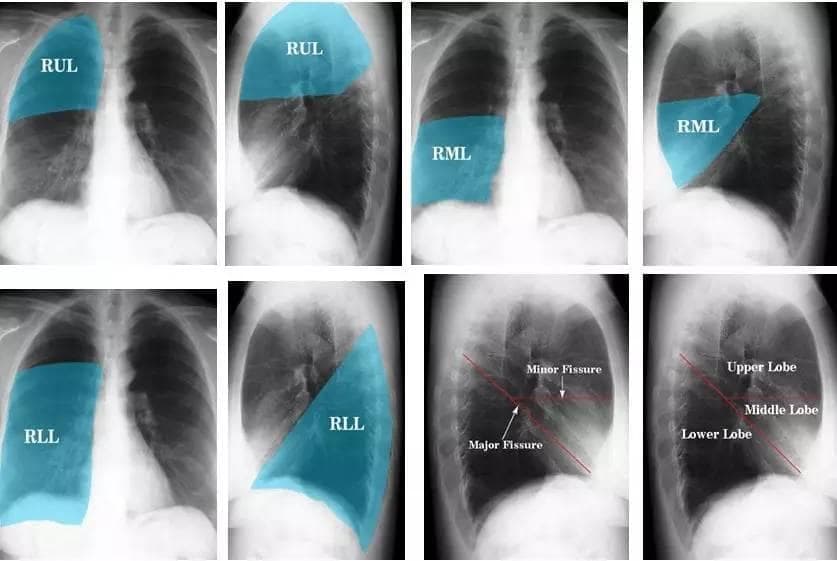 RUL
RUL
RML
RML
RLL
RLL
Minor Fissure
Major Fissure
Upper Lobe
Middle Lobe
Lower Lobe